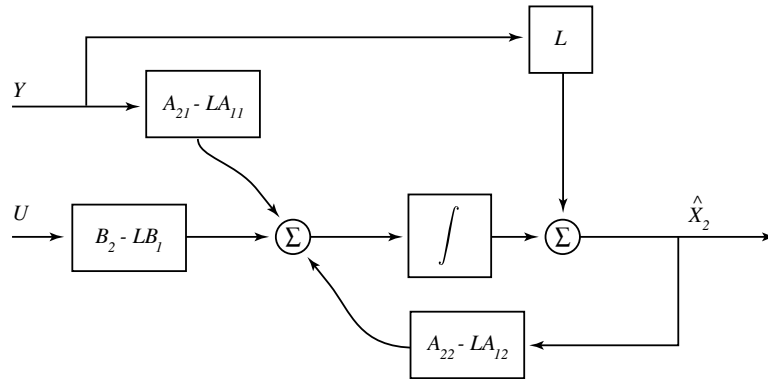 L
Y
A₂₁ - LA₁₁
U
B₂ - LB₁
Σ
∫
Σ
X̂₂
A₂₂ - LA₁₂